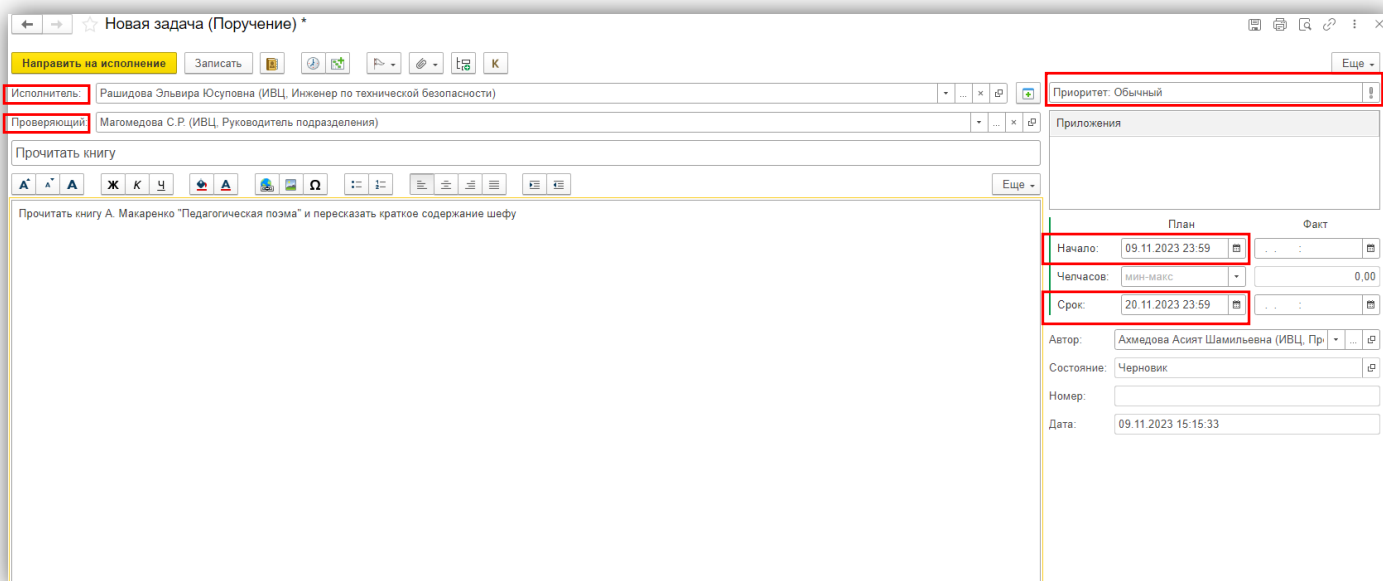 Новая задача (Поручение) *
Направить на исполнение Записать K Еще
Исполнитель: Рашидова Эльвира Юсуповна (ИВЦ, Инженер по технической безопасности) ...
Приоритет: Обычный
Проверяющий: Магомедова С.Р. (ИВЦ, Руководитель подразделения) ...
Приложения
Прочитать книгу
A A A Ж К Ч A Ω Еще
Прочитать книгу А. Макаренко "Педагогическая поэма" и пересказать краткое содержание шефу
План Факт
Начало: 09.11.2023 23:59 . . :
Челчасов: мин-макс 0,00
Срок: 20.11.2023 23:59 . . :
Автор: Ахмедова Асият Шамильевна (ИВЦ, Пр ...
Состояние: Черновик
Номер:
Дата: 09.11.2023 15:15:33